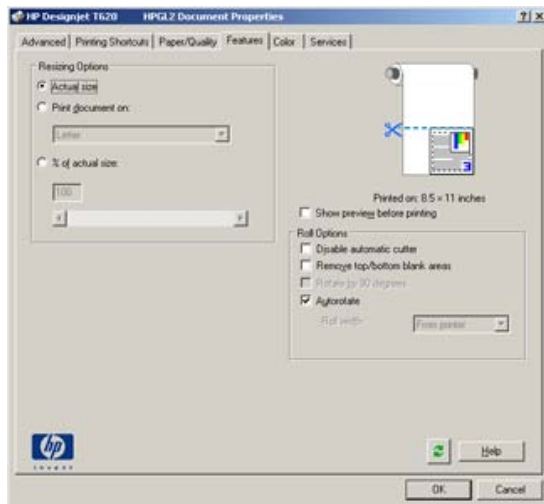 HP Designjet T620 HPGL2 Document Properties
Advanced Printing Shortcuts Paper/Quality Features Color Services
Resizing Options
Actual size
Print document on:
Letter
% of actual size:
100
Printed on: 8.5 × 11 inches
Show preview before printing
Roll Options
Disable automatic cutter
Remove top/bottom blank areas
Rotate by 90 degrees
Autorotate
Roll width: From printer
hp
invent
Help
OK Cancel